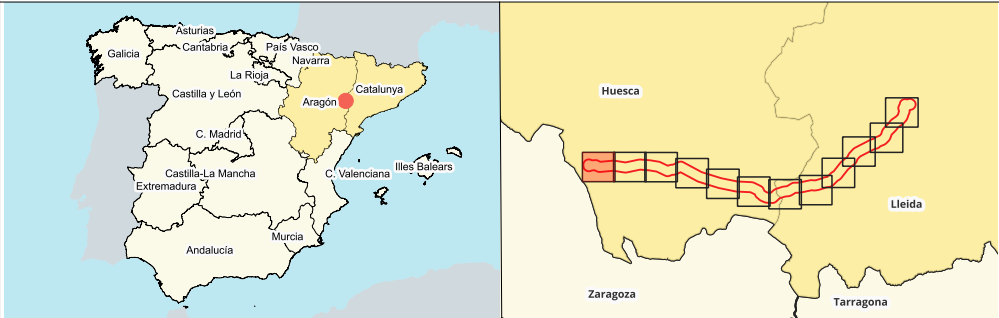 Asturias
Galicia
Cantabria
País Vasco
Navarra
La Rioja
Castilla y León
Catalunya
Aragón
C. Madrid
Castilla-La Mancha
Extremadura
C. Valenciana
Illes Balears
Murcia
Andalucía
Huesca
Lleida
Zaragoza
Tarragona